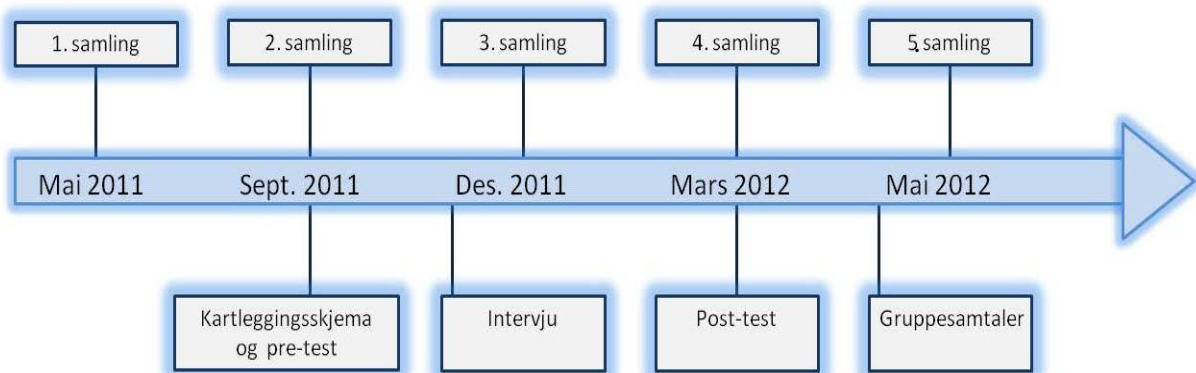 1. samling
2. samling
3. samling
4. samling
5. samling
Mai 2011
Sept. 2011
Des. 2011
Mars 2012
Mai 2012
Kartleggingsskjema
og pre-test
Intervju
Post-test
Gruppesamtaler